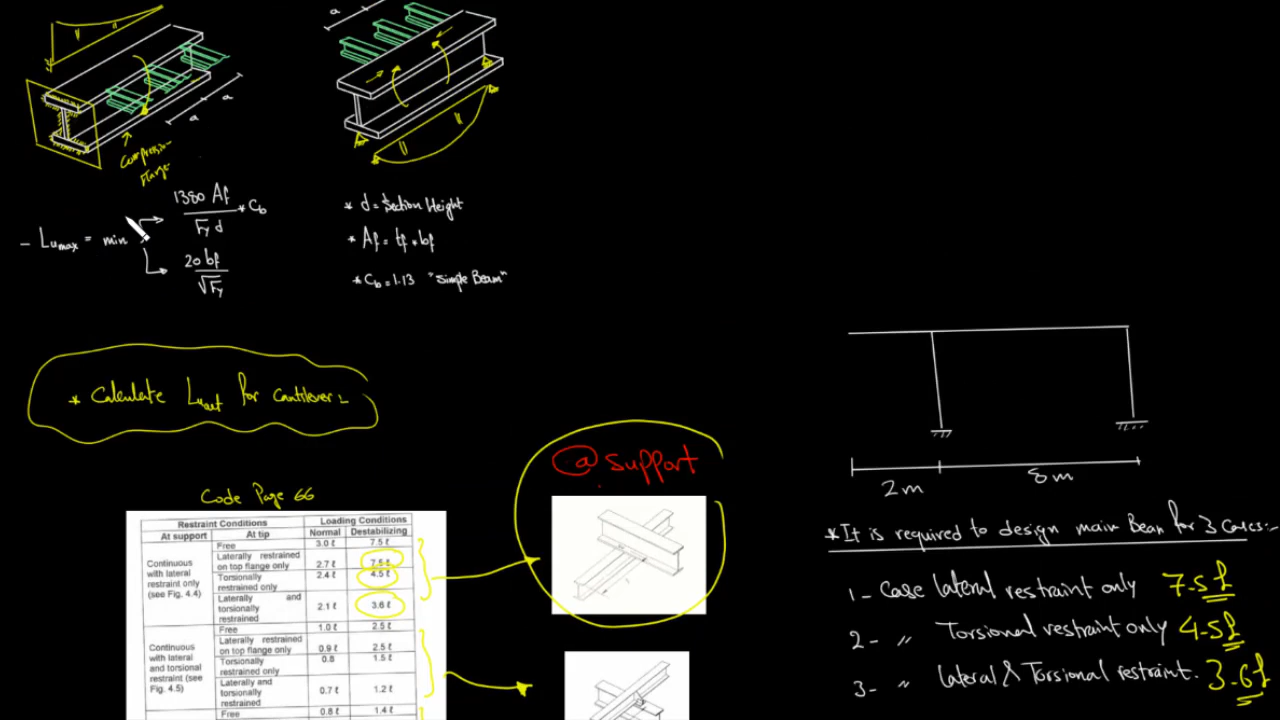 a
a
a
Compression
Flange
- Lu max = min
1380 Af
Fy d
* Cb
20 bf
√Fy
* d = Section Height
* Af = tf * bf
* Cb = 1.13 "Simple Beam"
* Calculate Lu act for cantilever
Code Page 66
Restraint Conditions Loading Conditions
At support At tip Normal Destabilizing
Continuous with lateral restraint only (see Fig. 4.4)
Free 3.0 ℓ 7.5 ℓ
Laterally restrained on top flange only 2.7 ℓ 7.5 ℓ
Torsionally restrained only 2.4 ℓ 4.5 ℓ
Laterally and torsionally restrained 2.1 ℓ 3.6 ℓ
Continuous with lateral and torsional restraint (see Fig. 4.5)
Free 1.0 ℓ 2.5 ℓ
Laterally restrained on top flange only 0.9 ℓ 2.5 ℓ
Torsionally restrained only 0.8 1.5 ℓ
Laterally and torsionally restrained 0.7 ℓ 1.2 ℓ
Free 0.8 ℓ 1.4 ℓ
@ support
2m
8m
* It is required to design main Beam for 3 Cases:-
1- Case lateral restraint only 7.5 ℓ
2- " Torsional restraint only 4.5 ℓ
3- " lateral & Torsional restraint. 3.6 ℓ